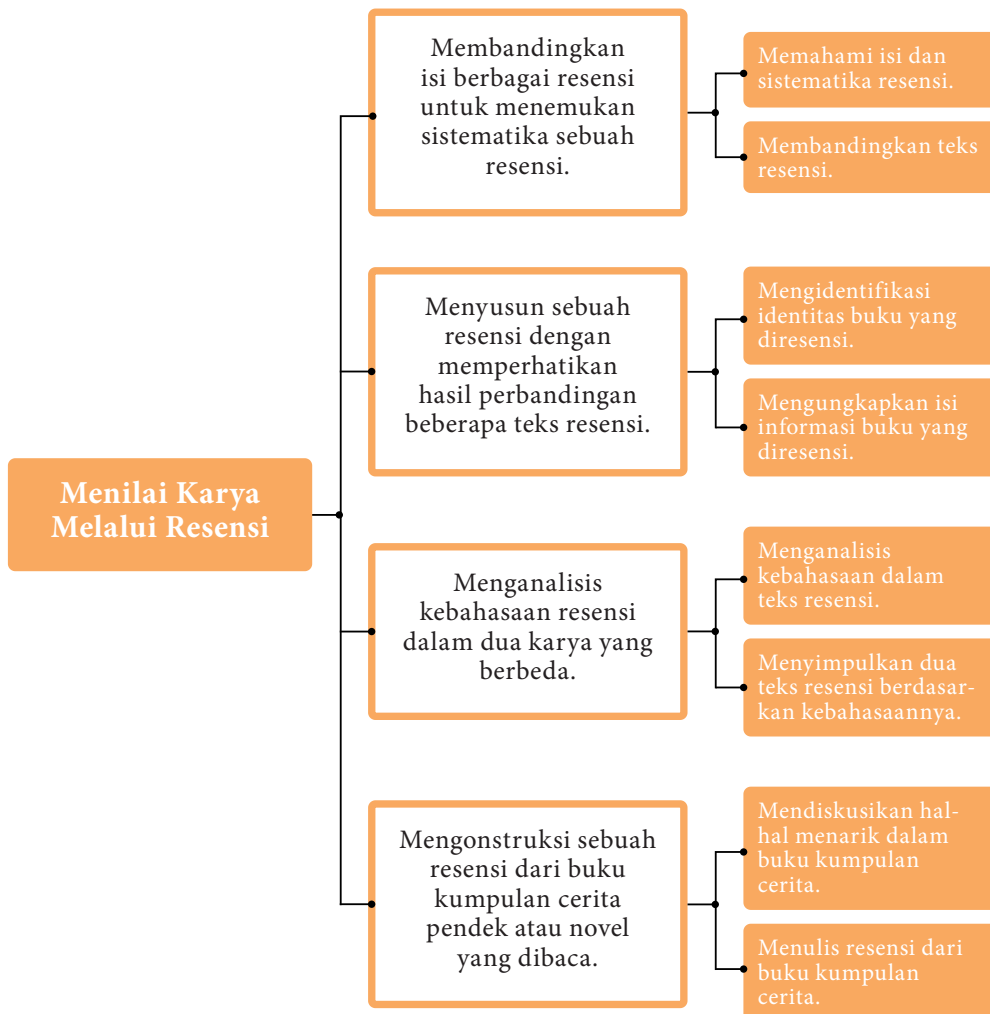 Menilai Karya
Melalui Resensi
Membandingkan
isi berbagai resensi
untuk menemukan
sistematika sebuah
resensi.
Memahami isi dan
sistematika resensi.
Membandingkan teks
resensi.
Menyusun sebuah
resensi dengan
memperhatikan
hasil perbandingan
beberapa teks resensi.
Mengidentifikasi
identitas buku yang
diresensi.
Mengungkapkan isi
informasi buku yang
diresensi.
Menganalisis
kebahasaan resensi
dalam dua karya yang
berbeda.
Menganalisis
kebahasaan dalam
teks resensi.
Menyimpulkan dua
teks resensi berdasar-
kan kebahasaannya.
Mengonstruksi sebuah
resensi dari buku
kumpulan cerita
pendek atau novel
yang dibaca.
Mendiskusikan hal-
hal menarik dalam
buku kumpulan
cerita.
Menulis resensi dari
buku kumpulan
cerita.